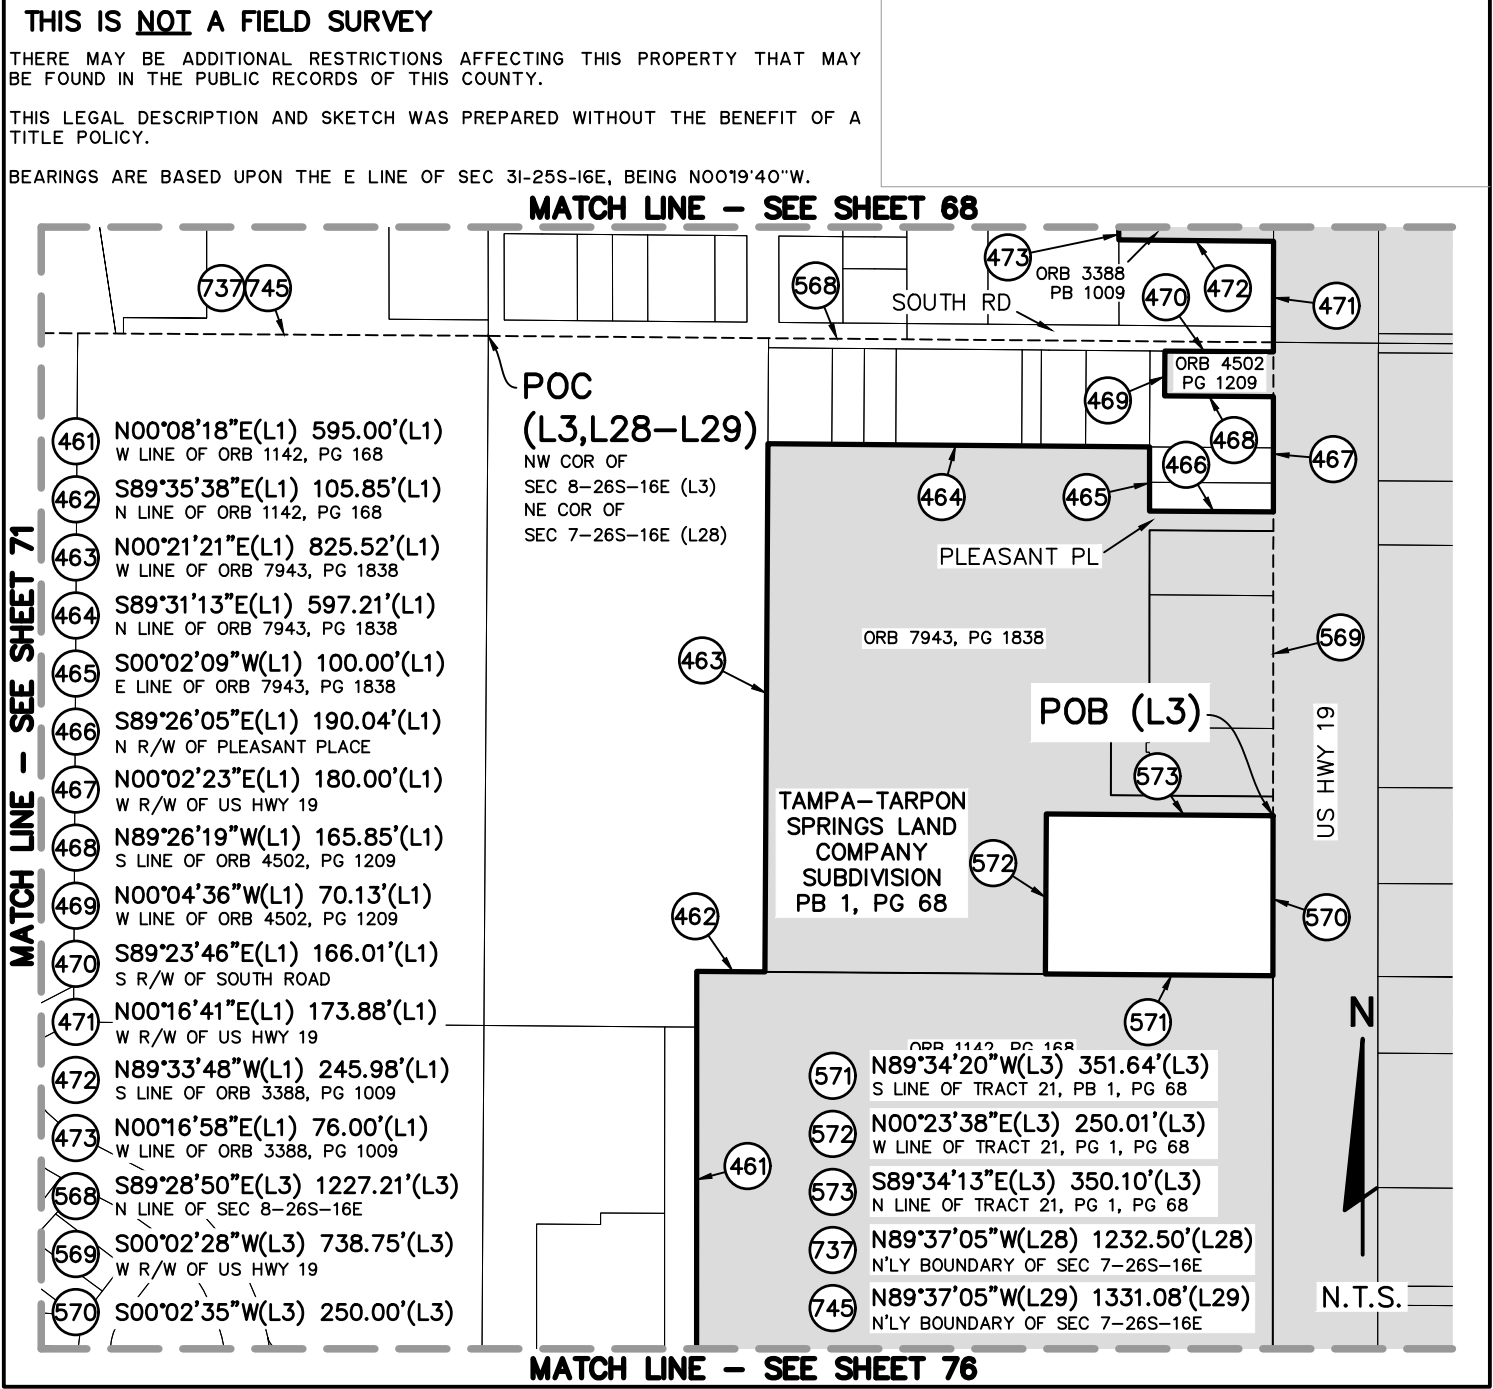 THIS IS NOT A FIELD SURVEY
THERE MAY BE ADDITIONAL RESTRICTIONS AFFECTING THIS PROPERTY THAT MAY
BE FOUND IN THE PUBLIC RECORDS OF THIS COUNTY.
THIS LEGAL DESCRIPTION AND SKETCH WAS PREPARED WITHOUT THE BENEFIT OF A
TITLE POLICY.
BEARINGS ARE BASED UPON THE E LINE OF SEC 31-25S-16E, BEING N00°19'40"W.
MATCH LINE - SEE SHEET 68
737
745
568
473
ORB 3388
PB 1009
470
472
471
SOUTH RD
ORB 4502
PG 1209
469
468
467
466
465
464
POC
(L3,L28-L29)
NW COR OF
SEC 8-26S-16E (L3)
NE COR OF
SEC 7-26S-16E (L28)
PLEASANT PL
ORB 7943, PG 1838
463
569
POB (L3)
573
US HWY 19
TAMPA-TARPON
SPRINGS LAND
COMPANY
SUBDIVISION
PB 1, PG 68
572
570
462
571
461
ORB 1142, PG 168
MATCH LINE - SEE SHEET 71
461 N00°08'18"E(L1) 595.00'(L1)
W LINE OF ORB 1142, PG 168
462 S89°35'38"E(L1) 105.85'(L1)
N LINE OF ORB 1142, PG 168
463 N00°21'21"E(L1) 825.52'(L1)
W LINE OF ORB 7943, PG 1838
464 S89°31'13"E(L1) 597.21'(L1)
N LINE OF ORB 7943, PG 1838
465 S00°02'09"W(L1) 100.00'(L1)
E LINE OF ORB 7943, PG 1838
466 S89°26'05"E(L1) 190.04'(L1)
N R/W OF PLEASANT PLACE
467 N00°02'23"E(L1) 180.00'(L1)
W R/W OF US HWY 19
468 N89°26'19"W(L1) 165.85'(L1)
S LINE OF ORB 4502, PG 1209
469 N00°04'36"W(L1) 70.13'(L1)
W LINE OF ORB 4502, PG 1209
470 S89°23'46"E(L1) 166.01'(L1)
S R/W OF SOUTH ROAD
471 N00°16'41"E(L1) 173.88'(L1)
W R/W OF US HWY 19
472 N89°33'48"W(L1) 245.98'(L1)
S LINE OF ORB 3388, PG 1009
473 N00°16'58"E(L1) 76.00'(L1)
W LINE OF ORB 3388, PG 1009
568 S89°28'50"E(L3) 1227.21'(L3)
N LINE OF SEC 8-26S-16E
569 S00°02'28"W(L3) 738.75'(L3)
W R/W OF US HWY 19
570 S00°02'35"W(L3) 250.00'(L3)
571 N89°34'20"W(L3) 351.64'(L3)
S LINE OF TRACT 21, PB 1, PG 68
572 N00°23'38"E(L3) 250.01'(L3)
W LINE OF TRACT 21, PG 1, PG 68
573 S89°34'13"E(L3) 350.10'(L3)
N LINE OF TRACT 21, PG 1, PG 68
737 N89°37'05"W(L28) 1232.50'(L28)
N'LY BOUNDARY OF SEC 7-26S-16E
745 N89°37'05"W(L29) 1331.08'(L29)
N'LY BOUNDARY OF SEC 7-26S-16E
N
N.T.S.
MATCH LINE - SEE SHEET 76